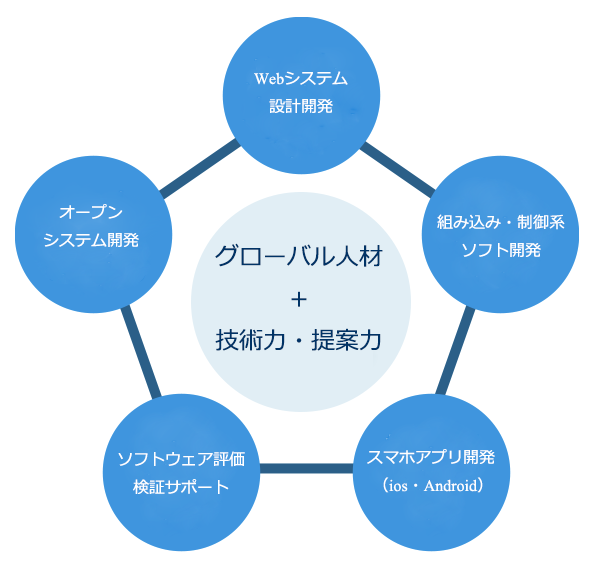 Webシステム
設計開発
オープン
システム開発
組み込み・制御系
ソフト開発
グローバル人材
+
技術力・提案力
ソフトウェア評価
検証サポート
スマホアプリ開発
（ios・Android）